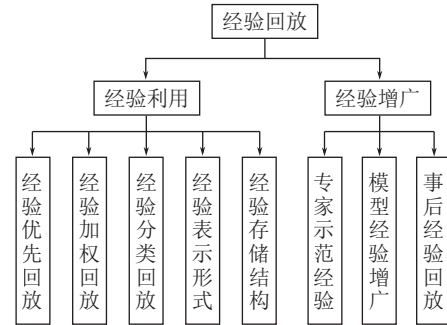 经验回放
经验利用
经验增广
经验优先回放
经验加权回放
经验分类回放
经验表示形式
经验存储结构
专家示范经验
模型经验增广
事后经验回放